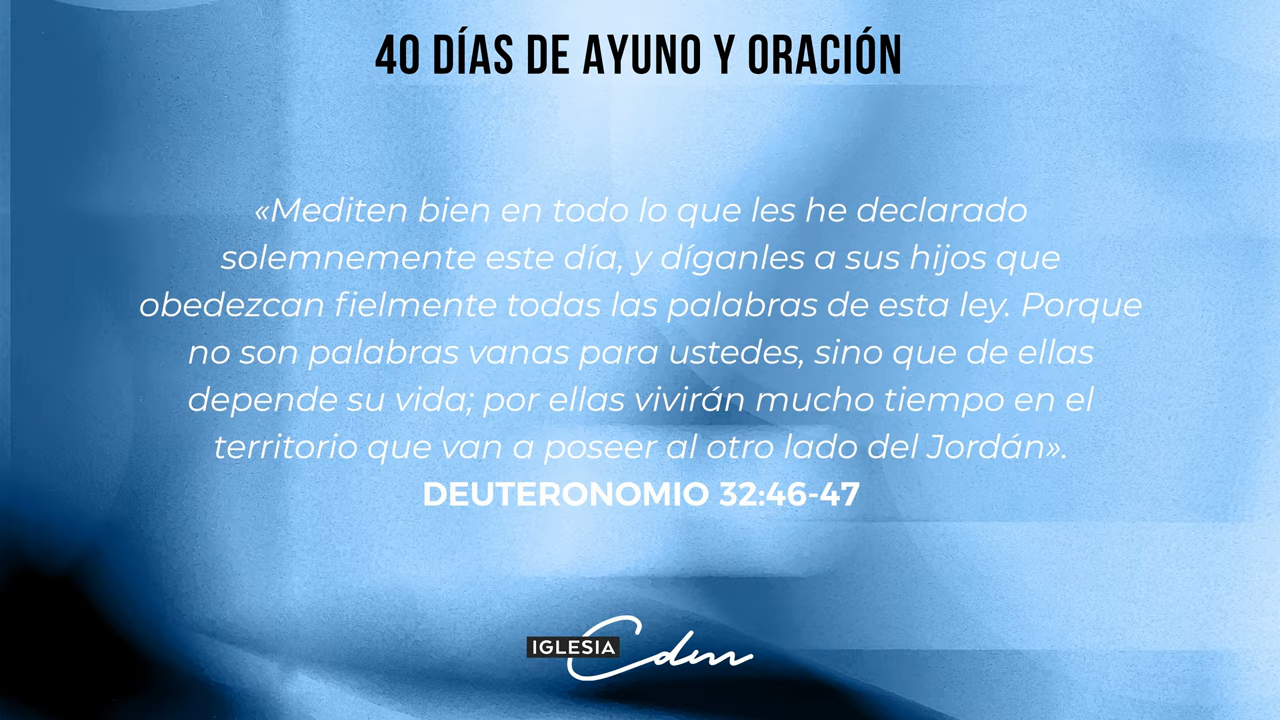 40 DÍAS DE AYUNO Y ORACIÓN
«Mediten bien en todo lo que les he declarado
solemnemente este día, y díganles a sus hijos que
obedezcan fielmente todas las palabras de esta ley. Porque
no son palabras vanas para ustedes, sino que de ellas
depende su vida; por ellas vivirán mucho tiempo en el
territorio que van a poseer al otro lado del Jordán».
DEUTERONOMIO 32:46-47
IGLESIA Cdm